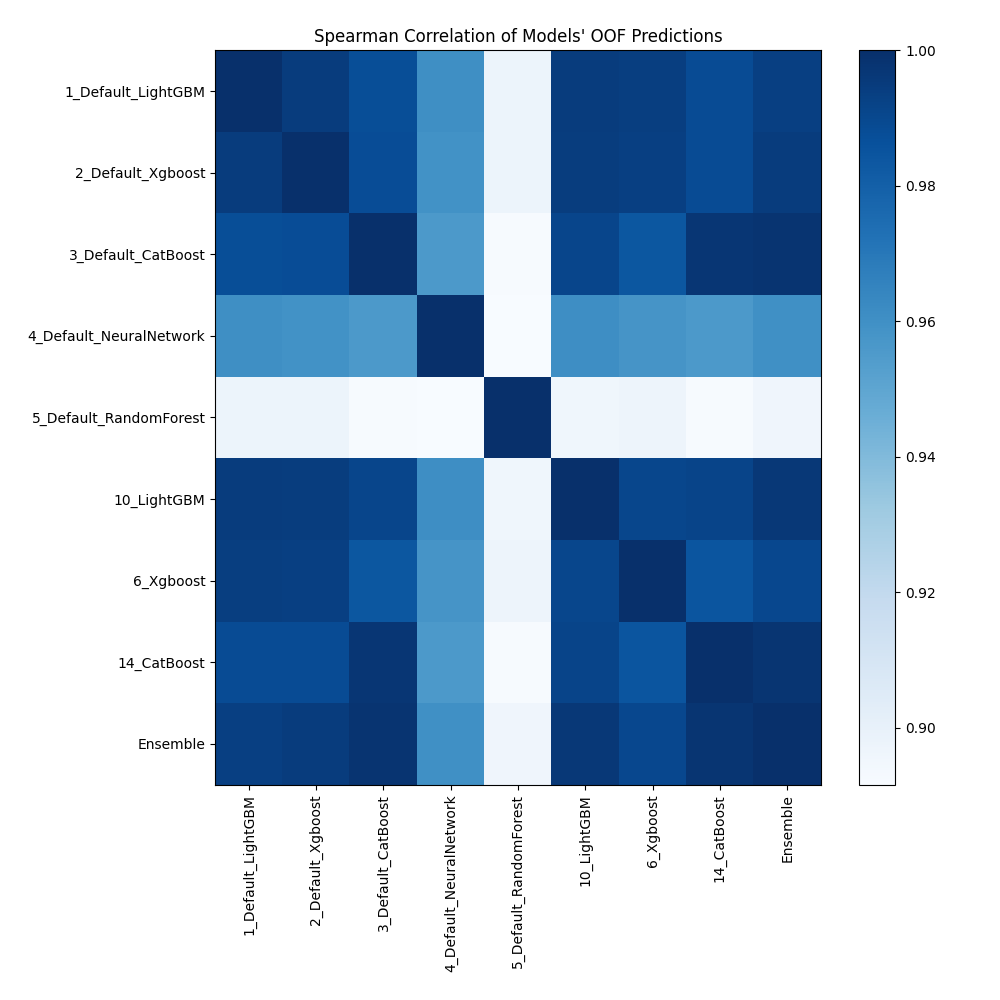 Spearman Correlation of Models' OOF Predictions
1_Default_LightGBM
2_Default_Xgboost
3_Default_CatBoost
4_Default_NeuralNetwork
5_Default_RandomForest
10_LightGBM
6_Xgboost
14_CatBoost
Ensemble
1_Default_LightGBM
2_Default_Xgboost
3_Default_CatBoost
4_Default_NeuralNetwork
5_Default_RandomForest
10_LightGBM
6_Xgboost
14_CatBoost
Ensemble
1.00
0.98
0.96
0.94
0.92
0.90